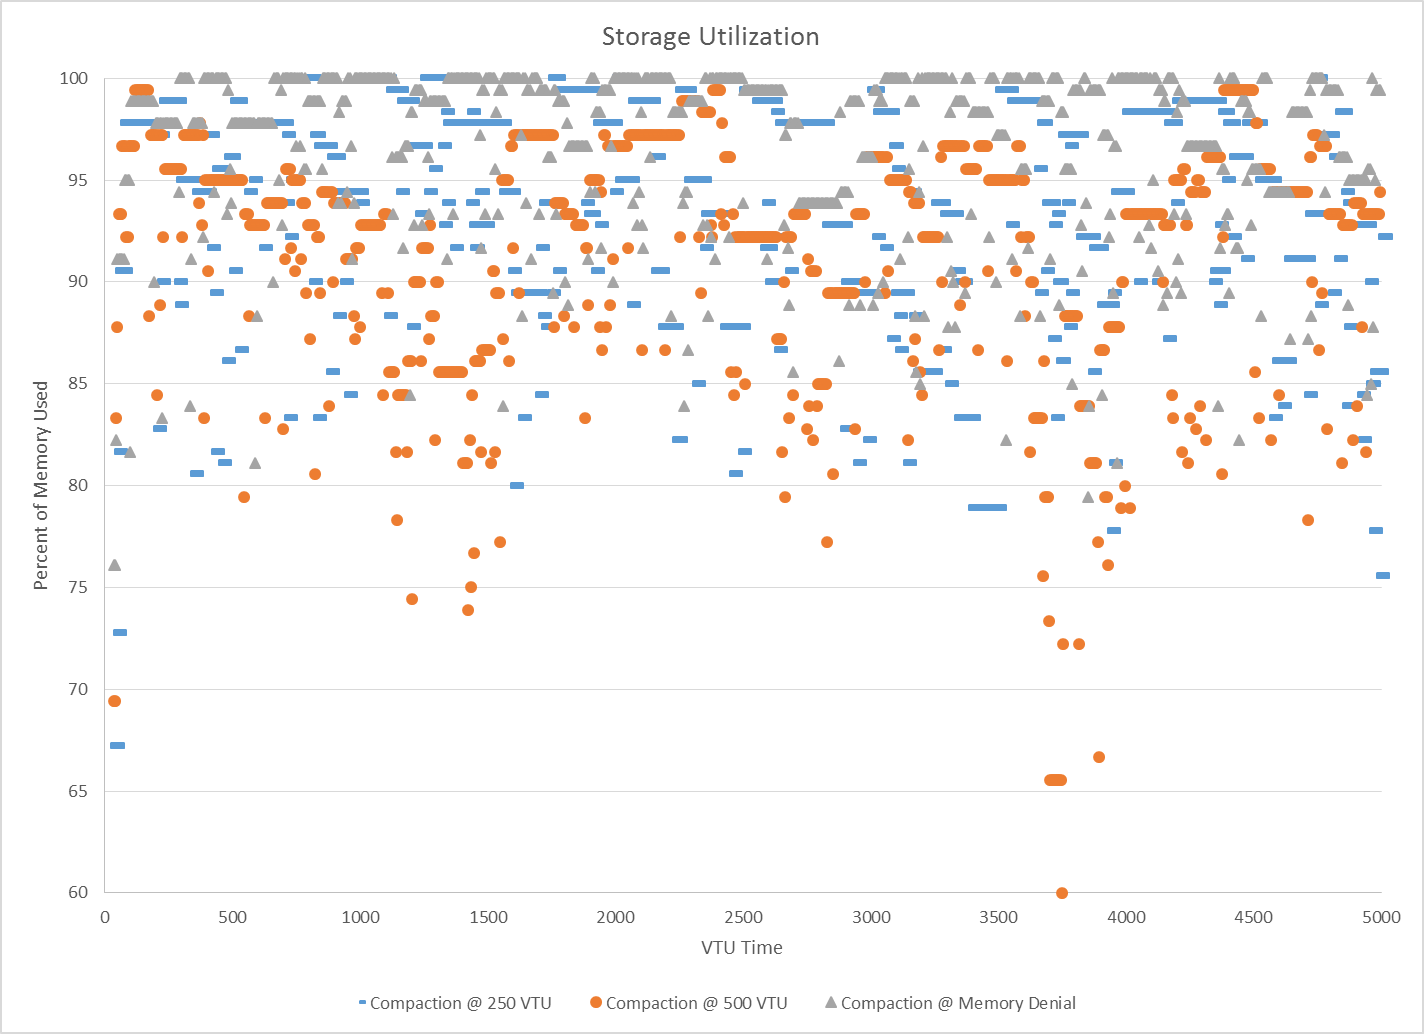 Storage Utilization
Percent of Memory Used
100
95
90
85
80
75
70
65
60
0 500 1000 1500 2000 2500 3000 3500 4000 4500 5000
VTU Time
Compaction @ 250 VTU Compaction @ 500 VTU Compaction @ Memory Denial